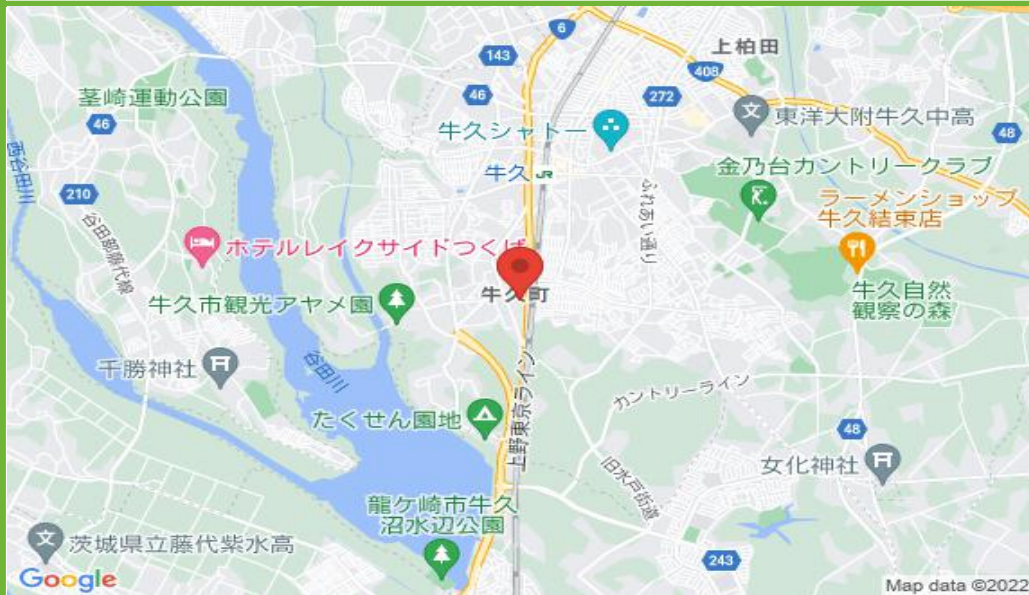 6
上柏田
143
408
茎崎運動公園
46
272
46
牛久シャトー
文
東洋大附牛久中高
48
西谷田川
牛久
JR
金乃台カントリークラブ
210
ふれあい通り
ラーメンショップ
牛久結束店
谷田部藤代線
ホテルレイクサイドつくば
牛久町
牛久市観光アヤメ園
牛久自然
観察の森
千勝神社
谷田川
上野東京ライン
カントリーライン
たくせん園地
48
旧水戸街道
女化神社
龍ケ崎市牛久
沼水辺公園
文
茨城県立藤代紫水高
243
Google
Map data ©2022